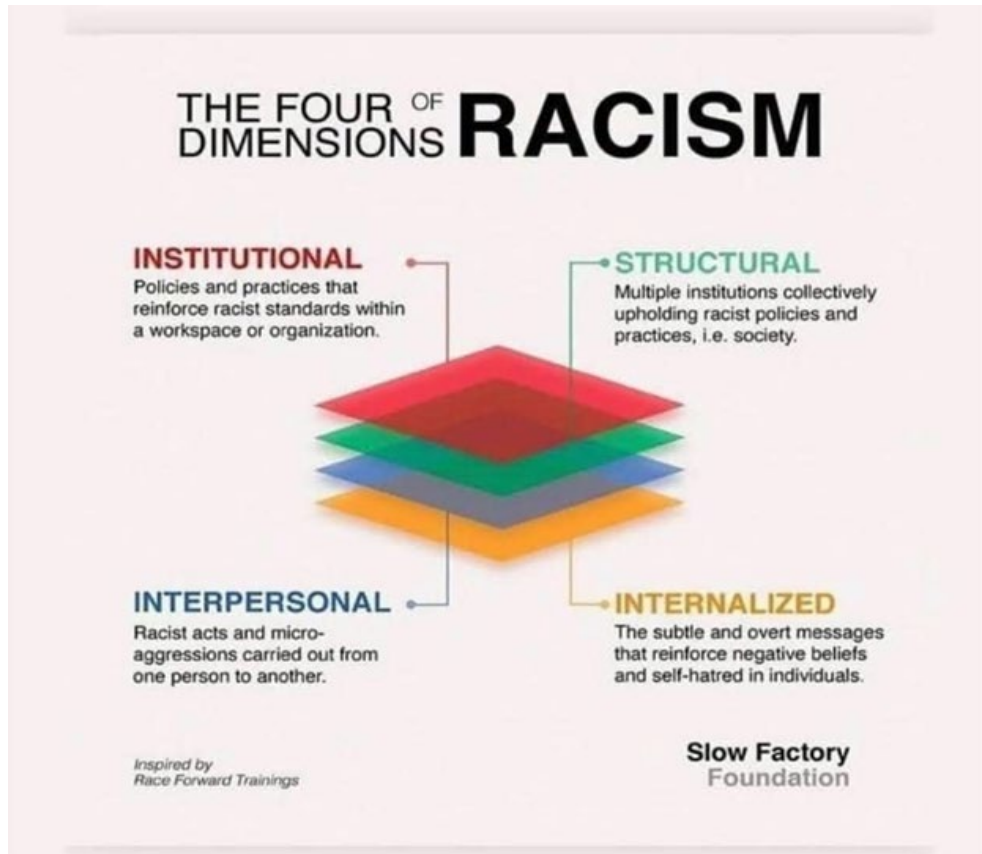 THE FOUR OF
DIMENSIONS
RACISM
INSTITUTIONAL
Policies and practices that
reinforce racist standards within
a workspace or organization.
STRUCTURAL
Multiple institutions collectively
upholding racist policies and
practices, i.e. society.
INTERPERSONAL
Racist acts and micro-
aggressions carried out from
one person to another.
INTERNALIZED
The subtle and overt messages
that reinforce negative beliefs
and self-hatred in individuals.
Inspired by
Race Forward Trainings
Slow Factory
Foundation